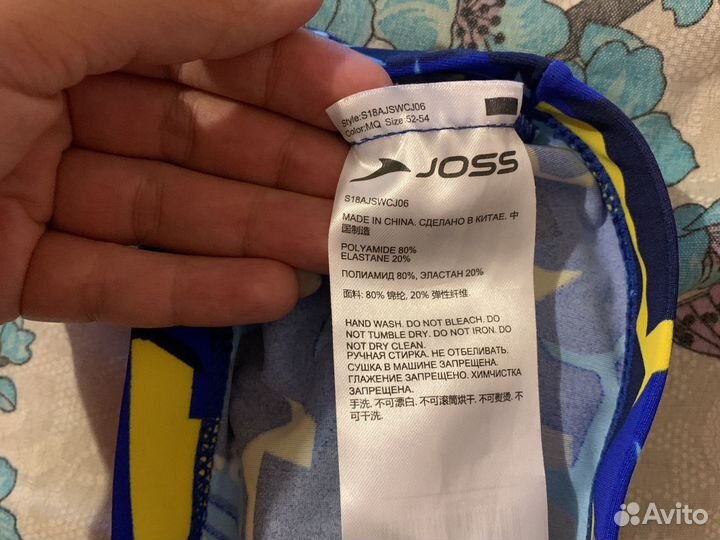 Style:S18AJSWCJ06
Color:MQ Size 52-54
JOSS
S18AJSWCJ06
MADE IN CHINA. СДЕЛАНО В КИТАЕ. 中
国制造
POLYAMIDE 80%
ELASTANE 20%
ПОЛИАМИД 80%, ЭЛАСТАН 20%
面料: 80% 锦纶, 20% 弹性纤维
HAND WASH. DO NOT BLEACH. DO
NOT TUMBLE DRY. DO NOT IRON. DO
NOT DRY CLEAN.
РУЧНАЯ СТИРКА. НЕ ОТБЕЛИВАТЬ.
СУШКА В МАШИНЕ ЗАПРЕЩЕНА.
ГЛАЖЕНИЕ ЗАПРЕЩЕНО. ХИМЧИСТКА
ЗАПРЕЩЕНА.
手洗. 不可漂白. 不可滚筒烘干. 不可熨烫. 不
可干洗.
Avito